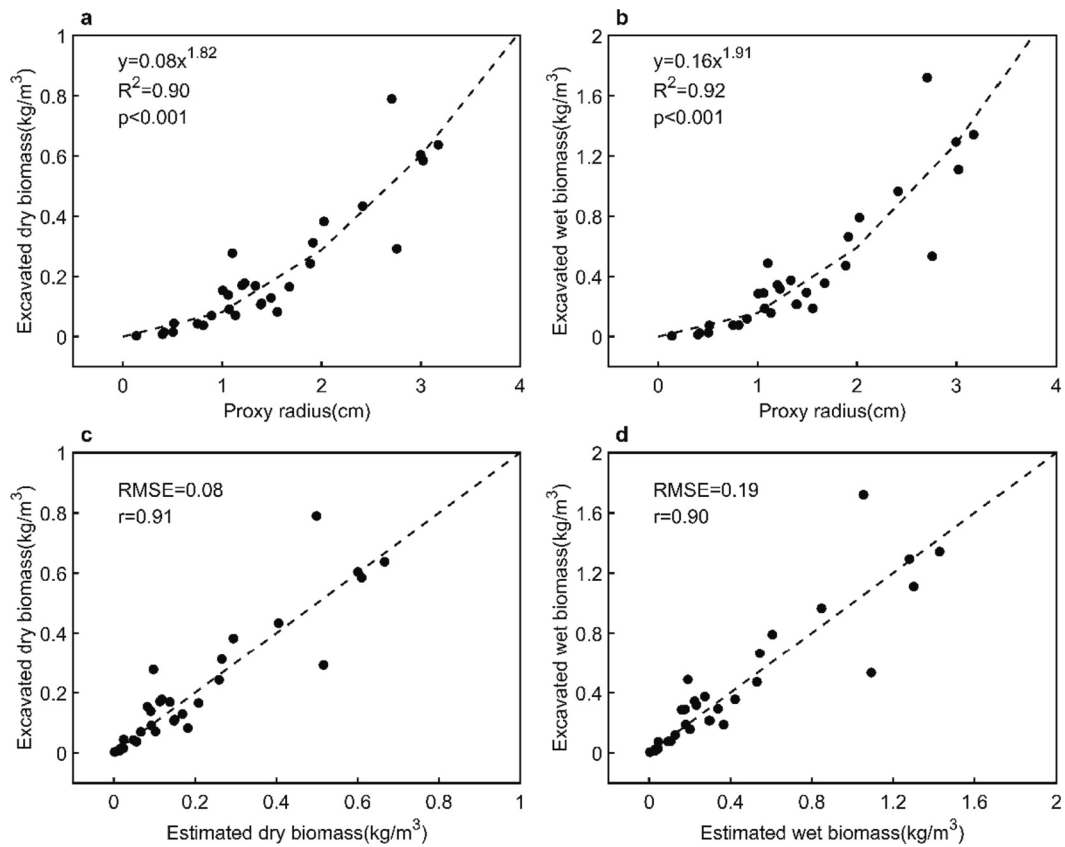 a
y=0.08x^1.82
R^2=0.90
p<0.001
Excavated dry biomass(kg/m^3)
1
0.8
0.6
0.4
0.2
0
0 1 2 3 4
Proxy radius(cm)
b
y=0.16x^1.91
R^2=0.92
p<0.001
Excavated wet biomass(kg/m^3)
2
1.6
1.2
0.8
0.4
0
0 1 2 3 4
Proxy radius(cm)
c
RMSE=0.08
r=0.91
Excavated dry biomass(kg/m^3)
1
0.8
0.6
0.4
0.2
0
0 0.2 0.4 0.6 0.8 1
Estimated dry biomass(kg/m^3)
d
RMSE=0.19
r=0.90
Excavated wet biomass(kg/m^3)
2
1.6
1.2
0.8
0.4
0
0 0.4 0.8 1.2 1.6 2
Estimated wet biomass(kg/m^3)